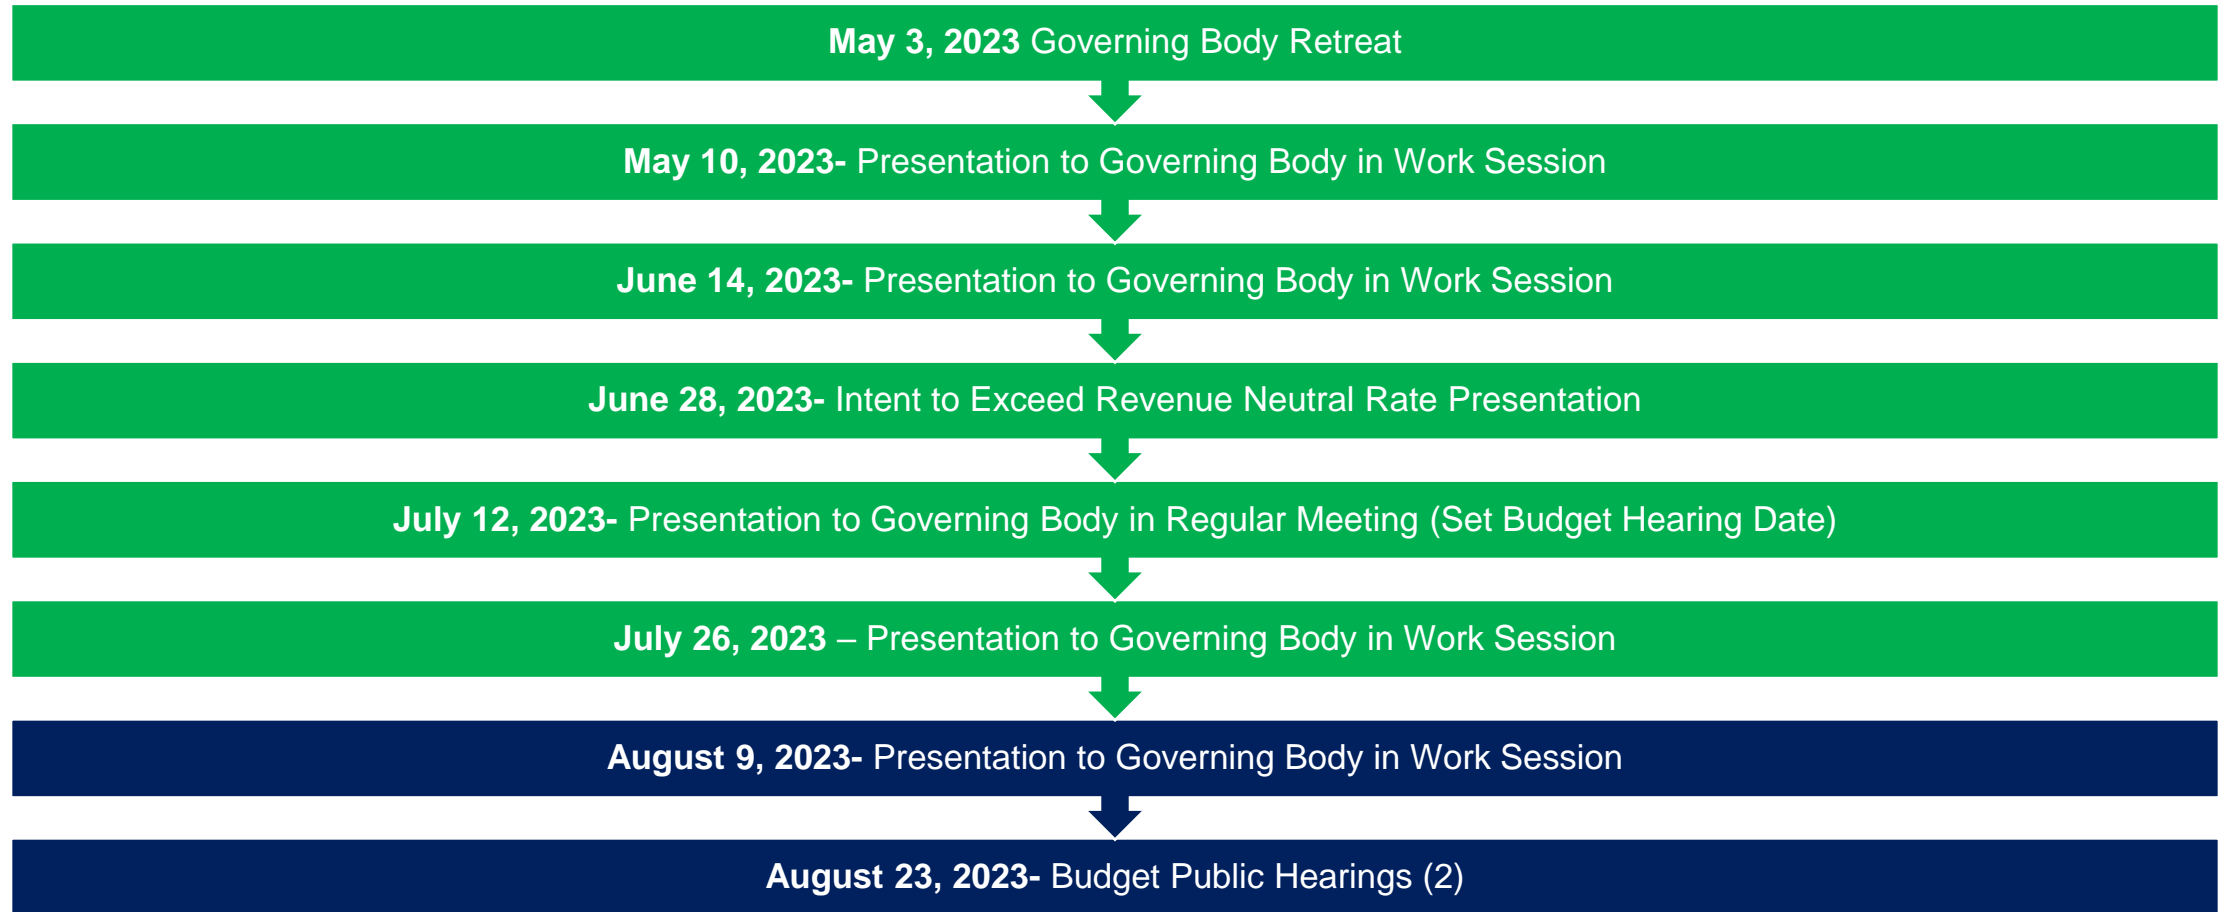 May 3, 2023 Governing Body Retreat
May 10, 2023- Presentation to Governing Body in Work Session
June 14, 2023- Presentation to Governing Body in Work Session
June 28, 2023- Intent to Exceed Revenue Neutral Rate Presentation
July 12, 2023- Presentation to Governing Body in Regular Meeting (Set Budget Hearing Date)
July 26, 2023 – Presentation to Governing Body in Work Session
August 9, 2023- Presentation to Governing Body in Work Session
August 23, 2023- Budget Public Hearings (2)